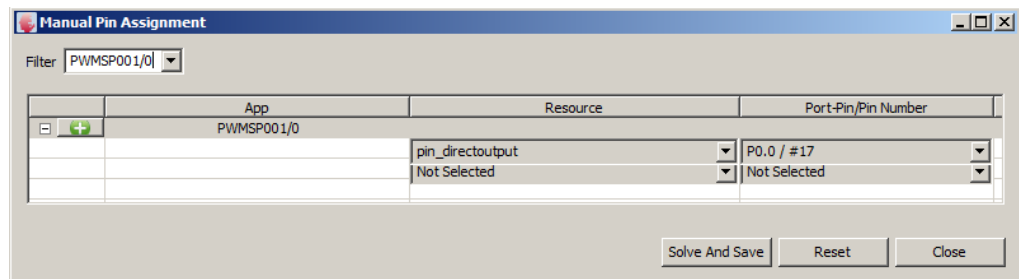 Manual Pin Assignment
Filter PWMSP001/0
App Resource Port-Pin/Pin Number
PWMSP001/0
pin_directoutput P0.0 / #17
Not Selected Not Selected
Solve And Save Reset Close